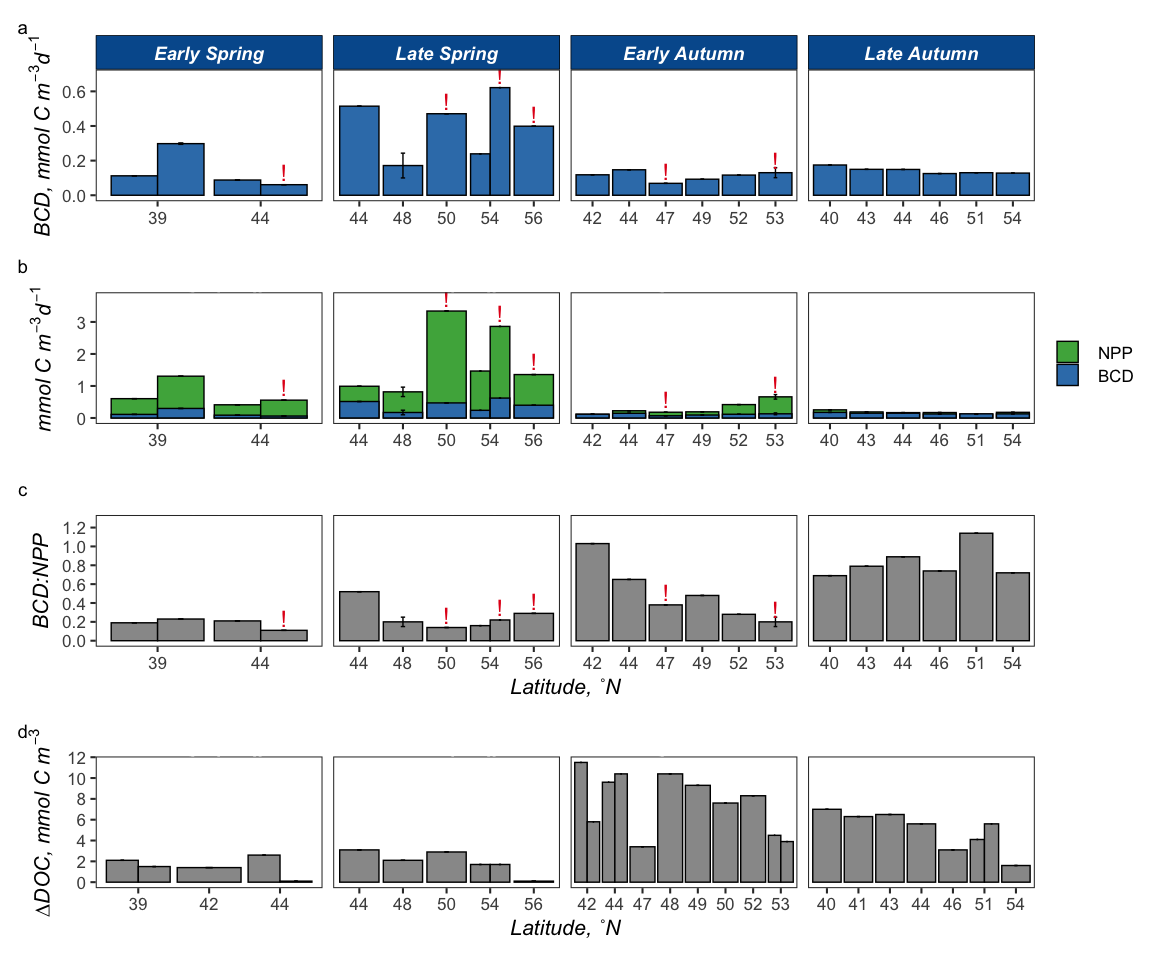 a
Early Spring Late Spring Early Autumn Late Autumn
BCD, mmol C m⁻³d⁻¹
0.6
0.4
0.2
0.0
! ! ! ! ! !
39 44 44 48 50 54 56 42 44 47 49 52 53 40 43 44 46 51 54
b
mmol C m⁻³d⁻¹
3
2
1
0
! ! ! ! ! !
39 44 44 48 50 54 56 42 44 47 49 52 53 40 43 44 46 51 54
NPP
BCD
c
BCD:NPP
1.2
1.0
0.8
0.6
0.4
0.2
0.0
! ! ! ! ! !
39 44 44 48 50 54 56 42 44 47 49 52 53 40 43 44 46 51 54
Latitude, ˚N
d
ΔDOC, mmol C m⁻³
12
10
8
6
4
2
0
39 42 44 44 48 50 54 56 42 44 47 48 49 50 52 53 40 41 43 44 46 51 54
Latitude, ˚N